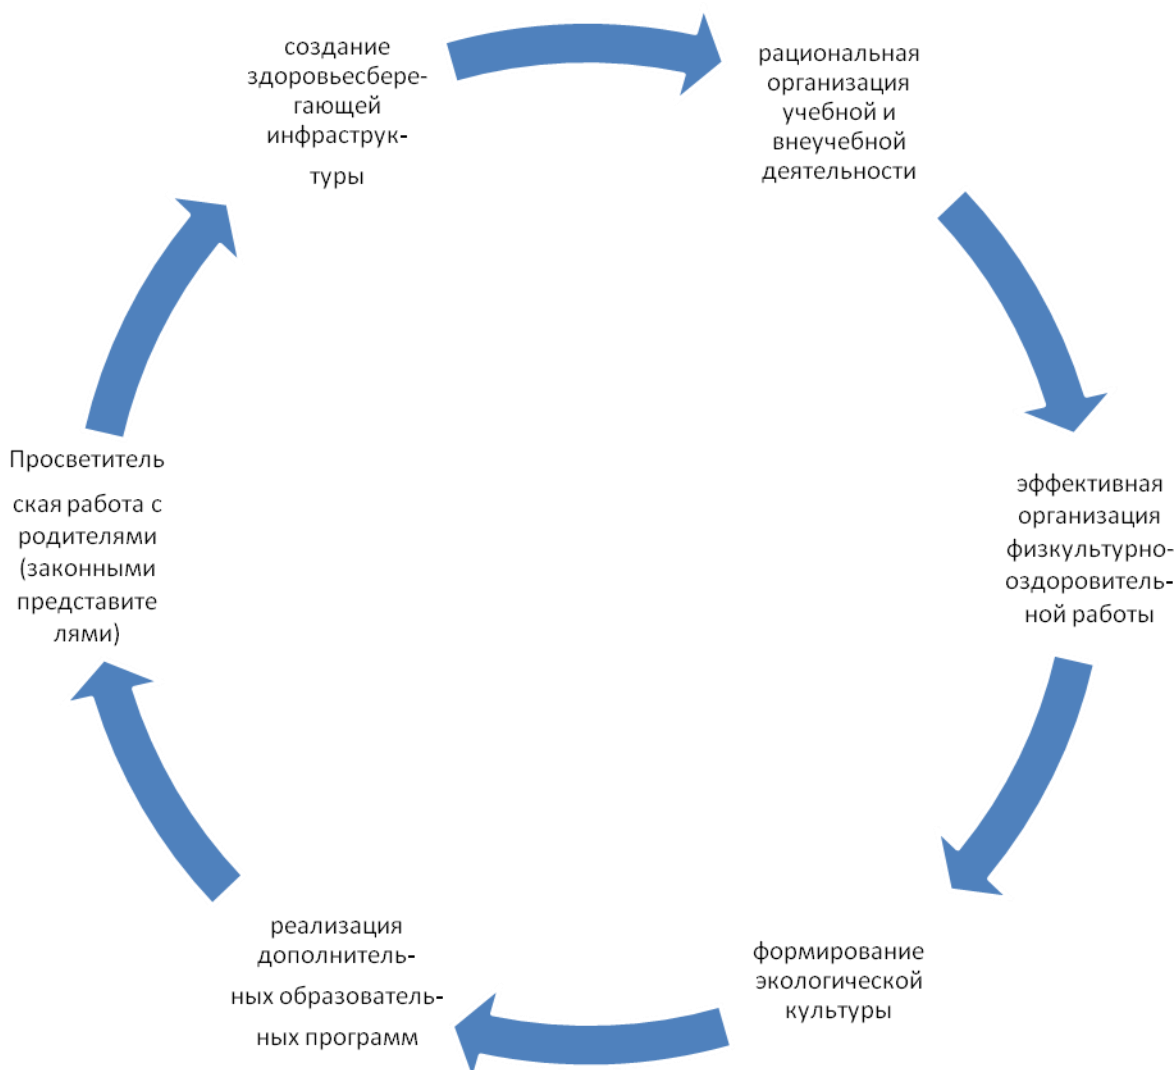 создание
здоровьесбере-
гающей
инфраструк-
туры
рациональная
организация
учебной и
внеучебной
деятельности
эффективная
организация
физкультурно-
оздоровитель-
ной работы
формирование
экологической
культуры
реализация
дополнитель-
ных образователь-
ных программ
Просветитель
ская работа с
родителями
(законными
представите
лями)